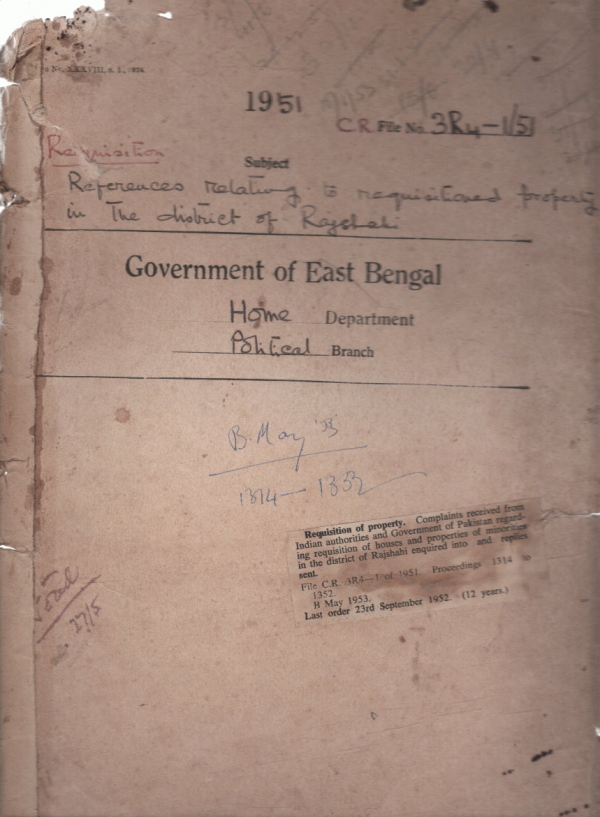 1951
C.R. File No. 3R4-1/51
Requisition
Subject
References relating to requisitioned property
in The district of Rajshahi
Government of East Bengal
Home Department
Political Branch
B. May '53
1314 - 1352
Requisition of property. Complaints received from
Indian authorities and Government of Pakistan regard-
ing requisition of houses and properties of minorities
in the district of Rajshahi enquired into and replies
sent.
File C.R. 3R4-1 of 1951. Proceedings 1314 to
1352.
B May 1953.
Last order 23rd September 1952. (12 years.)
27/5